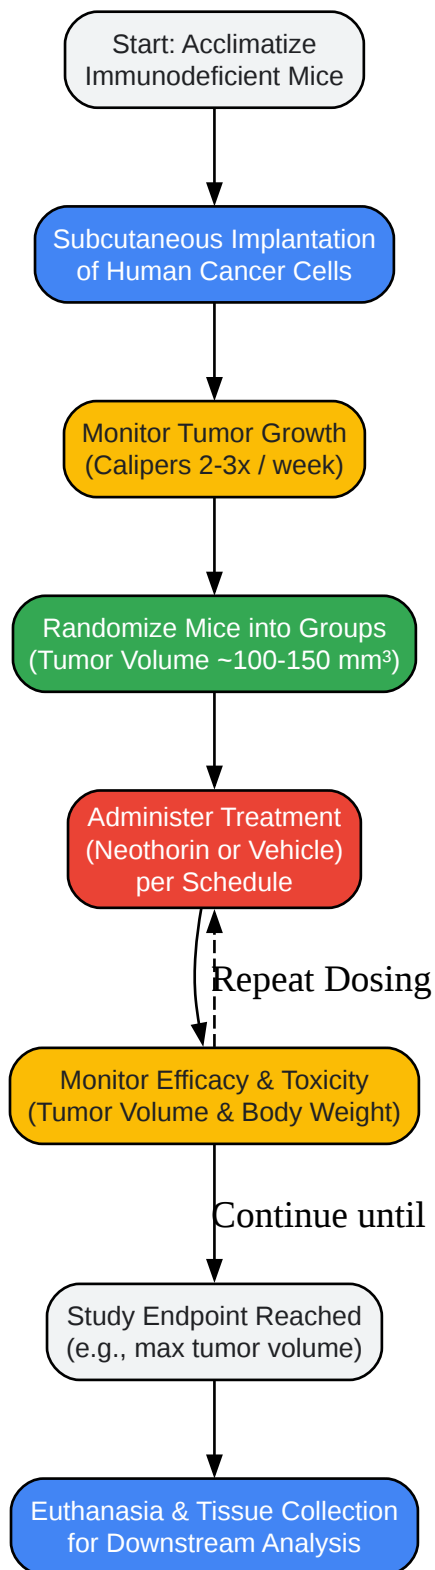 Start: Acclimatize
Immunodeficient Mice
Subcutaneous Implantation
of Human Cancer Cells
Monitor Tumor Growth
(Calipers 2-3x / week)
Randomize Mice into Groups
(Tumor Volume ~100-150 mm³)
Administer Treatment
(Neothorin or Vehicle)
per Schedule
Repeat Dosing
Monitor Efficacy & Toxicity
(Tumor Volume & Body Weight)
Continue until
Study Endpoint Reached
(e.g., max tumor volume)
Euthanasia & Tissue Collection
for Downstream Analysis